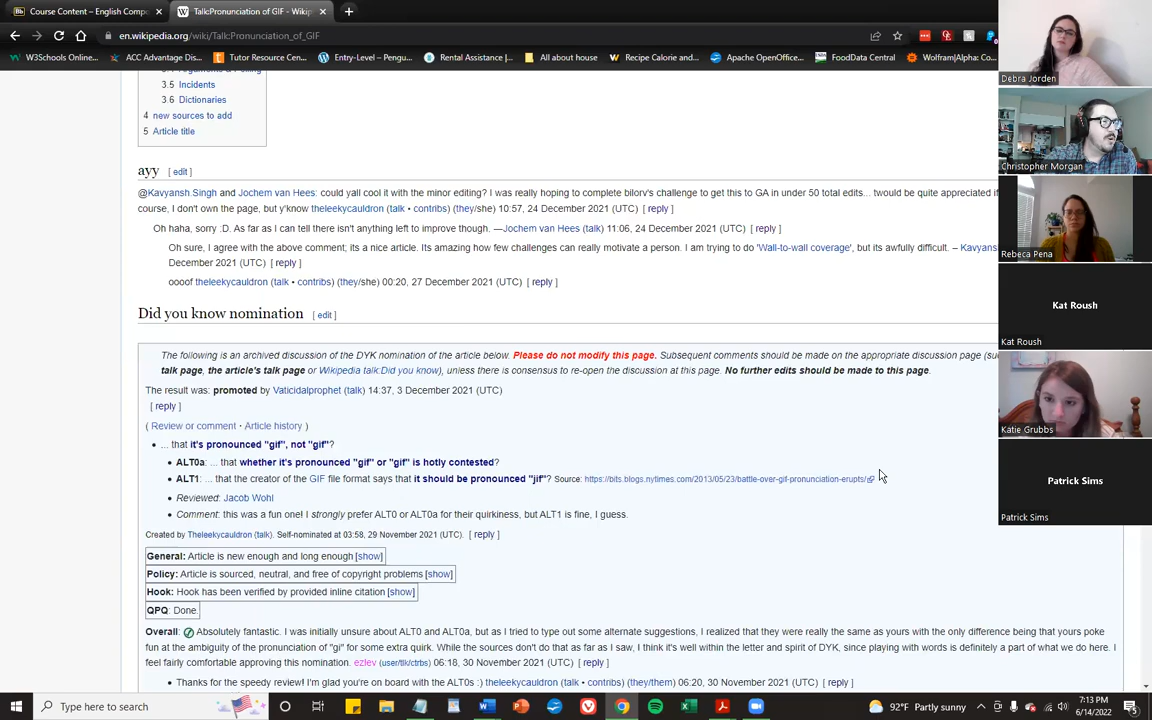 Course Content – English Compo
Talk:Pronunciation of GIF - Wikip
en.wikipedia.org/wiki/Talk:Pronunciation_of_GIF
W3Schools Online...
ACC Advantage Dis...
Tutor Resource Cen...
Entry-Level – Pengu...
Rental Assistance |...
All about house
Recipe Calorie and...
Apache OpenOffice...
FoodData Central
Wolfram|Alpha: Co
3.5 Incidents
3.6 Dictionaries
4 new sources to add
5 Article title
ayy [ edit ]
@Kavyansh.Singh and Jochem van Hees: could yall cool it with the minor editing? I was really hoping to complete bilorv's challenge to get this to GA in under 50 total edits... twould be quite appreciated if
course, I don't own the page, but y'know theleekycauldron (talk • contribs) (they/she) 10:57, 24 December 2021 (UTC) [ reply ]
Oh haha, sorry :D. As far as I can tell there isn't anything left to improve though. —Jochem van Hees (talk) 11:06, 24 December 2021 (UTC) [ reply ]
Oh sure, I agree with the above comment; its a nice article. Its amazing how few challenges can really motivate a person. I am trying to do 'Wall-to-wall coverage', but its awfully difficult. – Kavyans
December 2021 (UTC) [ reply ]
oooof theleekycauldron (talk • contribs) (they/she) 00:20, 27 December 2021 (UTC) [ reply ]
Did you know nomination [ edit ]
The following is an archived discussion of the DYK nomination of the article below. Please do not modify this page. Subsequent comments should be made on the appropriate discussion page (suc
talk page, the article's talk page or Wikipedia talk:Did you know), unless there is consensus to re-open the discussion at this page. No further edits should be made to this page.
The result was: promoted by Vaticidalprophet (talk) 14:37, 3 December 2021 (UTC)
[ reply ]
( Review or comment · Article history )
• ... that it's pronounced "gif", not "gif"?
• ALT0a: ... that whether it's pronounced "gif" or "gif" is hotly contested?
• ALT1: ... that the creator of the GIF file format says that it should be pronounced "jif"? Source: https://bits.blogs.nytimes.com/2013/05/23/battle-over-gif-pronunciation-erupts/
• Reviewed: Jacob Wohl
• Comment: this was a fun one! I strongly prefer ALT0 or ALT0a for their quirkiness, but ALT1 is fine, I guess.
Created by Theleekycauldron (talk). Self-nominated at 03:58, 29 November 2021 (UTC). [ reply ]
General: Article is new enough and long enough [show]
Policy: Article is sourced, neutral, and free of copyright problems [show]
Hook: Hook has been verified by provided inline citation [show]
QPQ: Done.
Overall: Absolutely fantastic. I was initially unsure about ALT0 and ALT0a, but as I tried to type out some alternate suggestions, I realized that they were really the same as yours with the only difference being that yours poke
fun at the ambiguity of the pronunciation of "gi" for some extra quirk. While the sources don't do that as far as I saw, I think it's well within the letter and spirit of DYK, since playing with words is definitely a part of what we do here. I
feel fairly comfortable approving this nomination. ezlev (user/tlk/ctrbs) 06:18, 30 November 2021 (UTC) [ reply ]
• Thanks for the speedy review! I'm glad you're on board with the ALT0s :) theleekycauldron (talk • contribs) (they/them) 06:20, 30 November 2021 (UTC) [ reply ]
Debra Jorden
Christopher Morgan
Rebeca Pena
Kat Roush
Kat Roush
Katie Grubbs
Patrick Sims
Patrick Sims
Type here to search
92°F Partly sunny
7:13 PM
6/14/2022